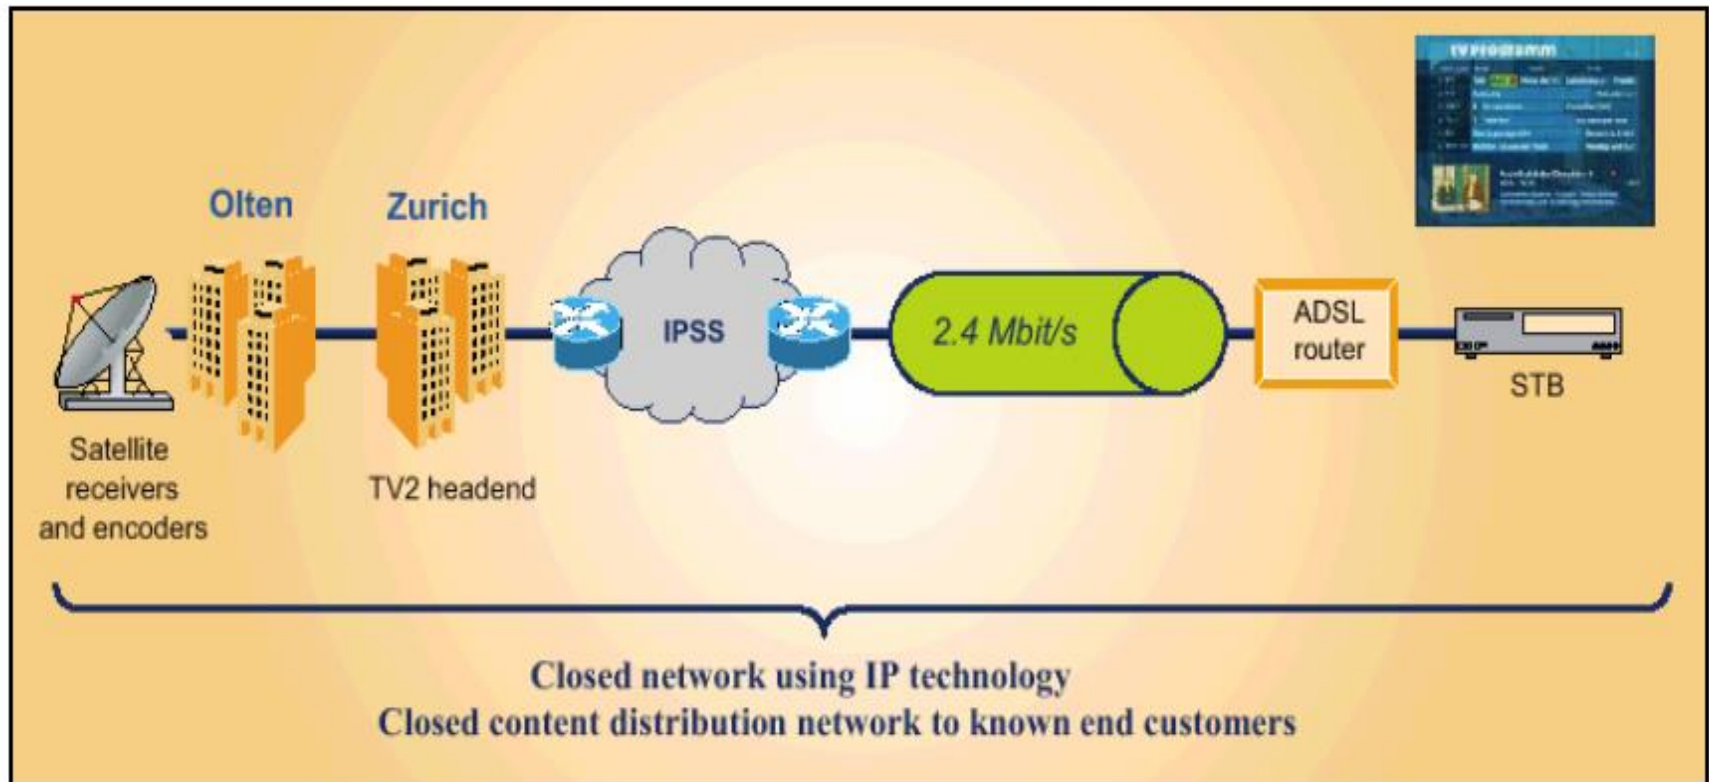 tvprogramm
Olten
Zurich
IPSS
2.4 Mbit/s
ADSL
router
STB
Satellite
receivers
and encoders
TV2 headend
Closed network using IP technology
Closed content distribution network to known end customers